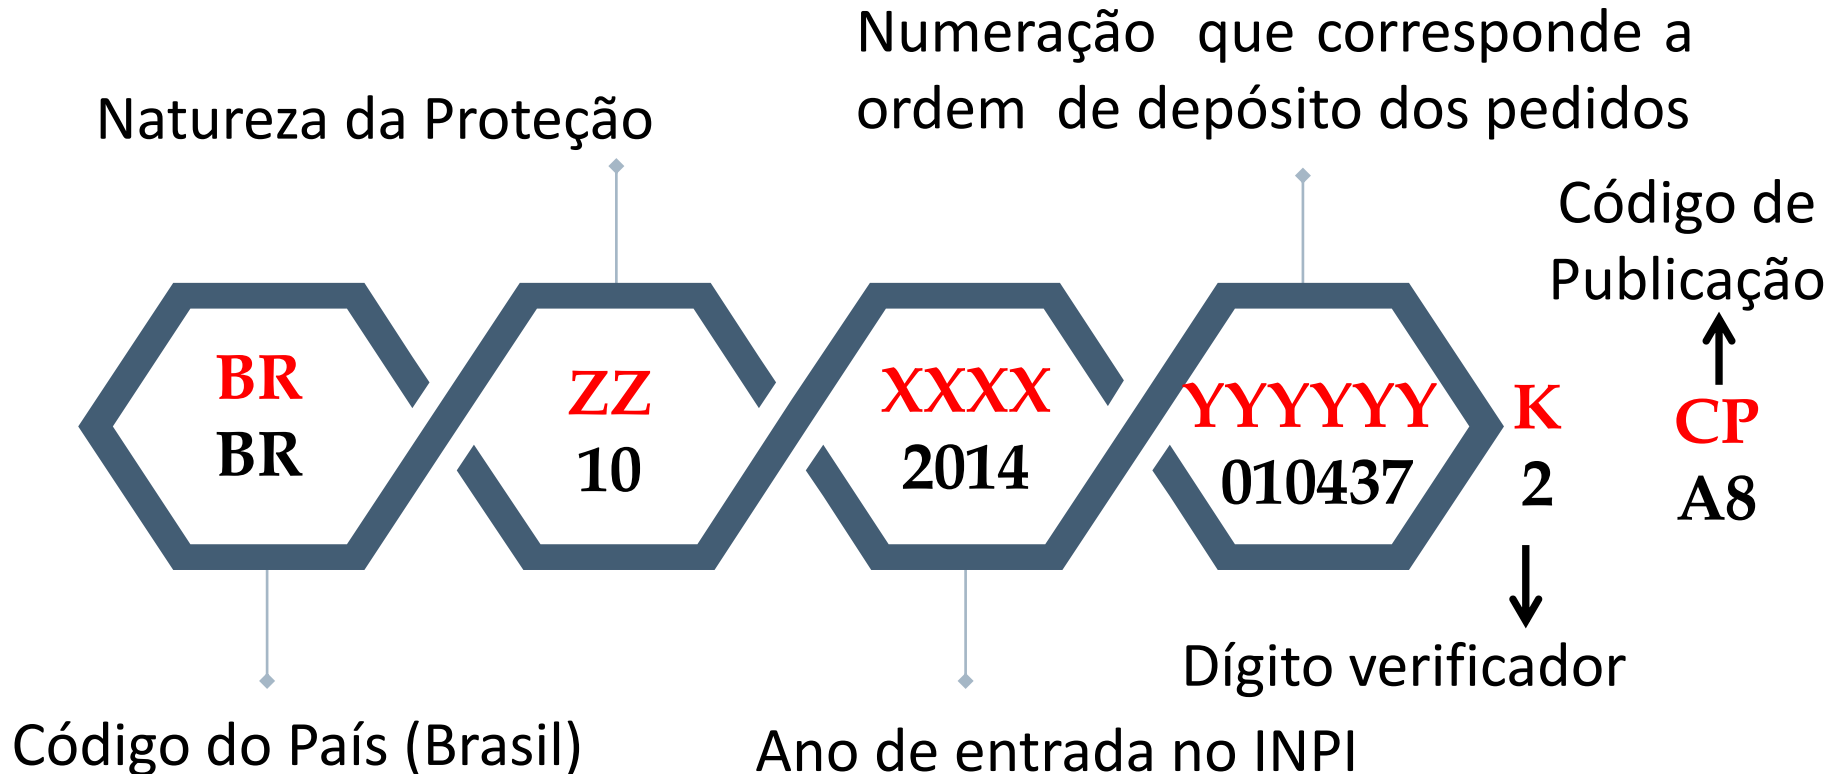 Numeração que corresponde a
ordem de depósito dos pedidos
Natureza da Proteção
Código de
Publicação
BR
BR
ZZ
10
XXXX
2014
YYYYYY
010437
K
2
CP
A8
Dígito verificador
Código do País (Brasil)
Ano de entrada no INPI